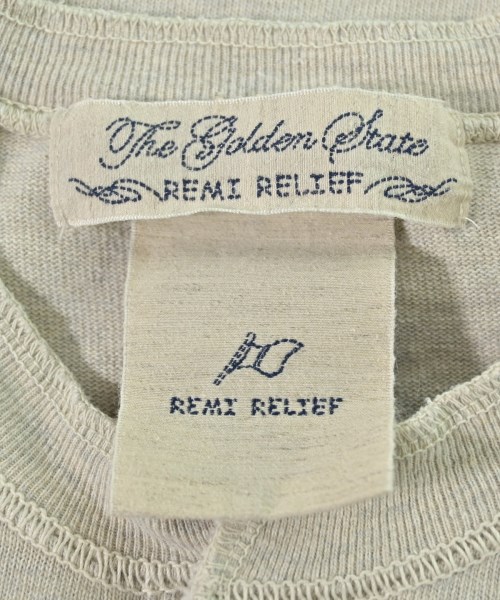 The Golden State
REMI RELIEF
REMI RELIEF